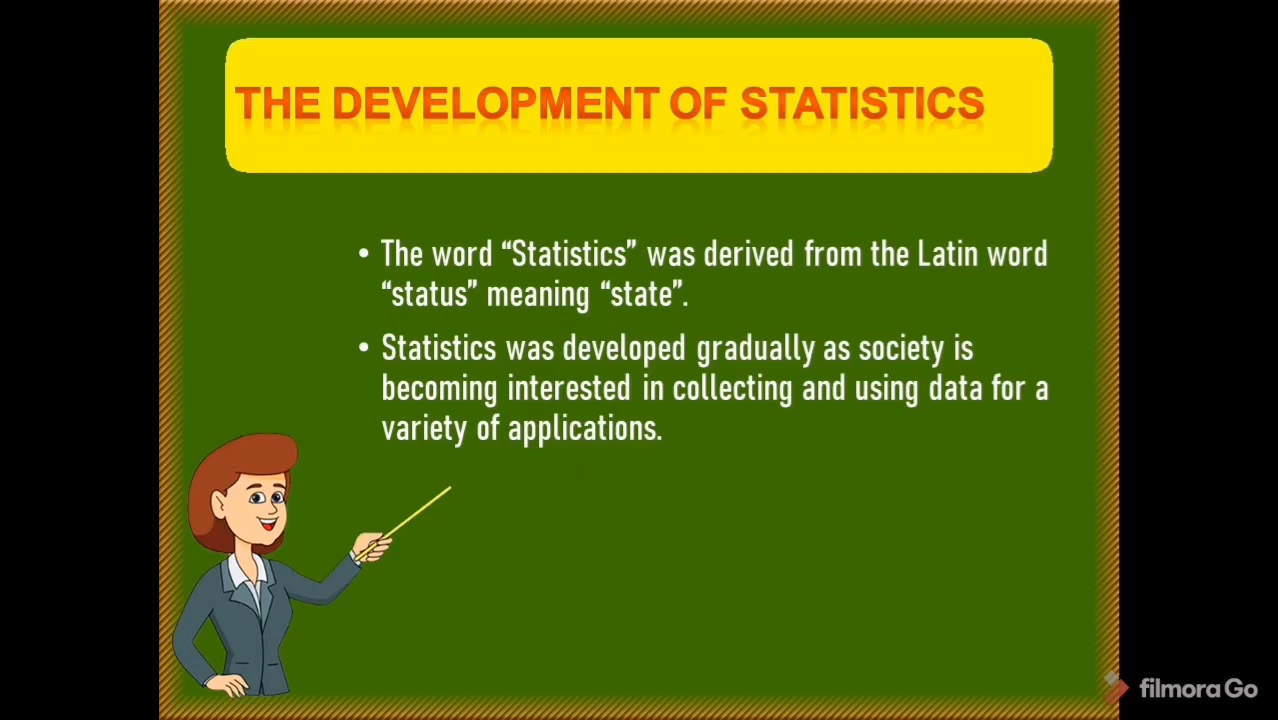 THE DEVELOPMENT OF STATISTICS
• The word “Statistics” was derived from the Latin word
“status” meaning “state”.
• Statistics was developed gradually as society is
becoming interested in collecting and using data for a
variety of applications.
filmora Go